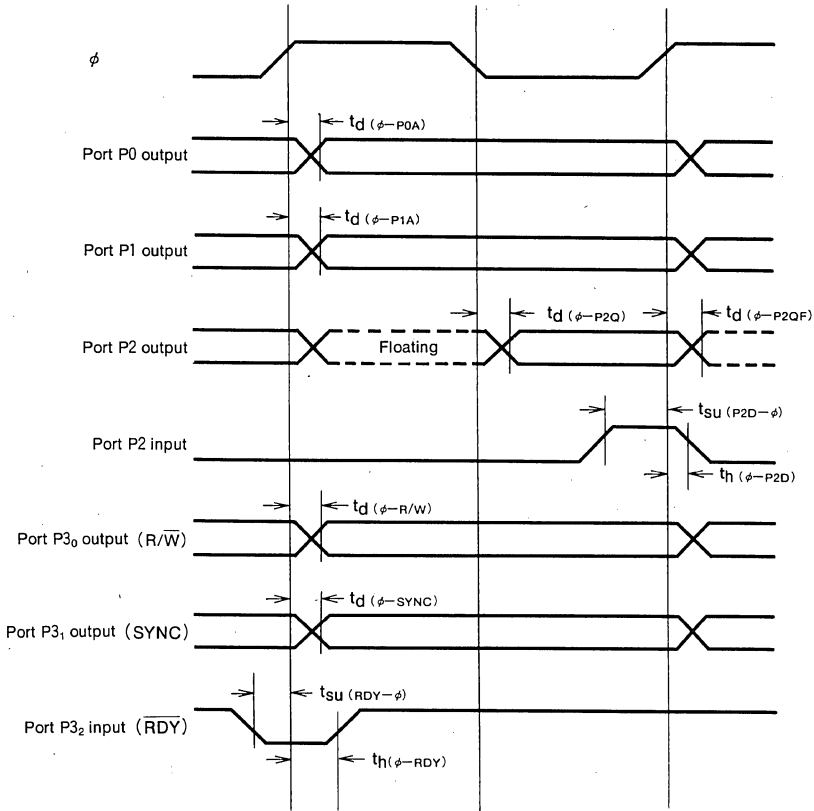 ϕ
td (ϕ–P0A)
Port P0 output
td (ϕ–P1A)
Port P1 output
td (ϕ–P2Q)
td (ϕ–P2QF)
Port P2 output
Floating
tsu (P2D–ϕ)
Port P2 input
th (ϕ–P2D)
td (ϕ–R/W)
Port P3₀ output (R/W̅)
td (ϕ–SYNC)
Port P3₁ output (SYNC)
tsu (RDY–ϕ)
Port P3₂ input (R̅D̅Y̅)
th(ϕ–RDY)